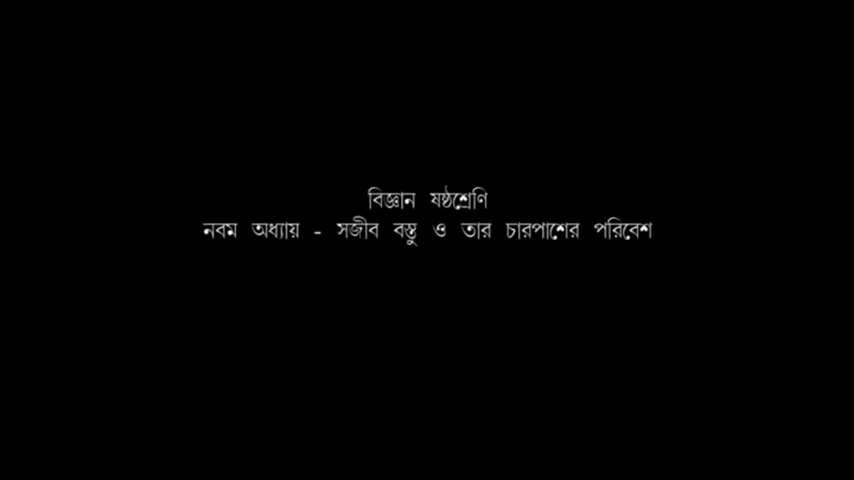 বিজ্ঞান ষষ্ঠশ্রেণি
নবম অধ্যায় - সজীব বস্তু ও তার চারপাশের পরিবেশ